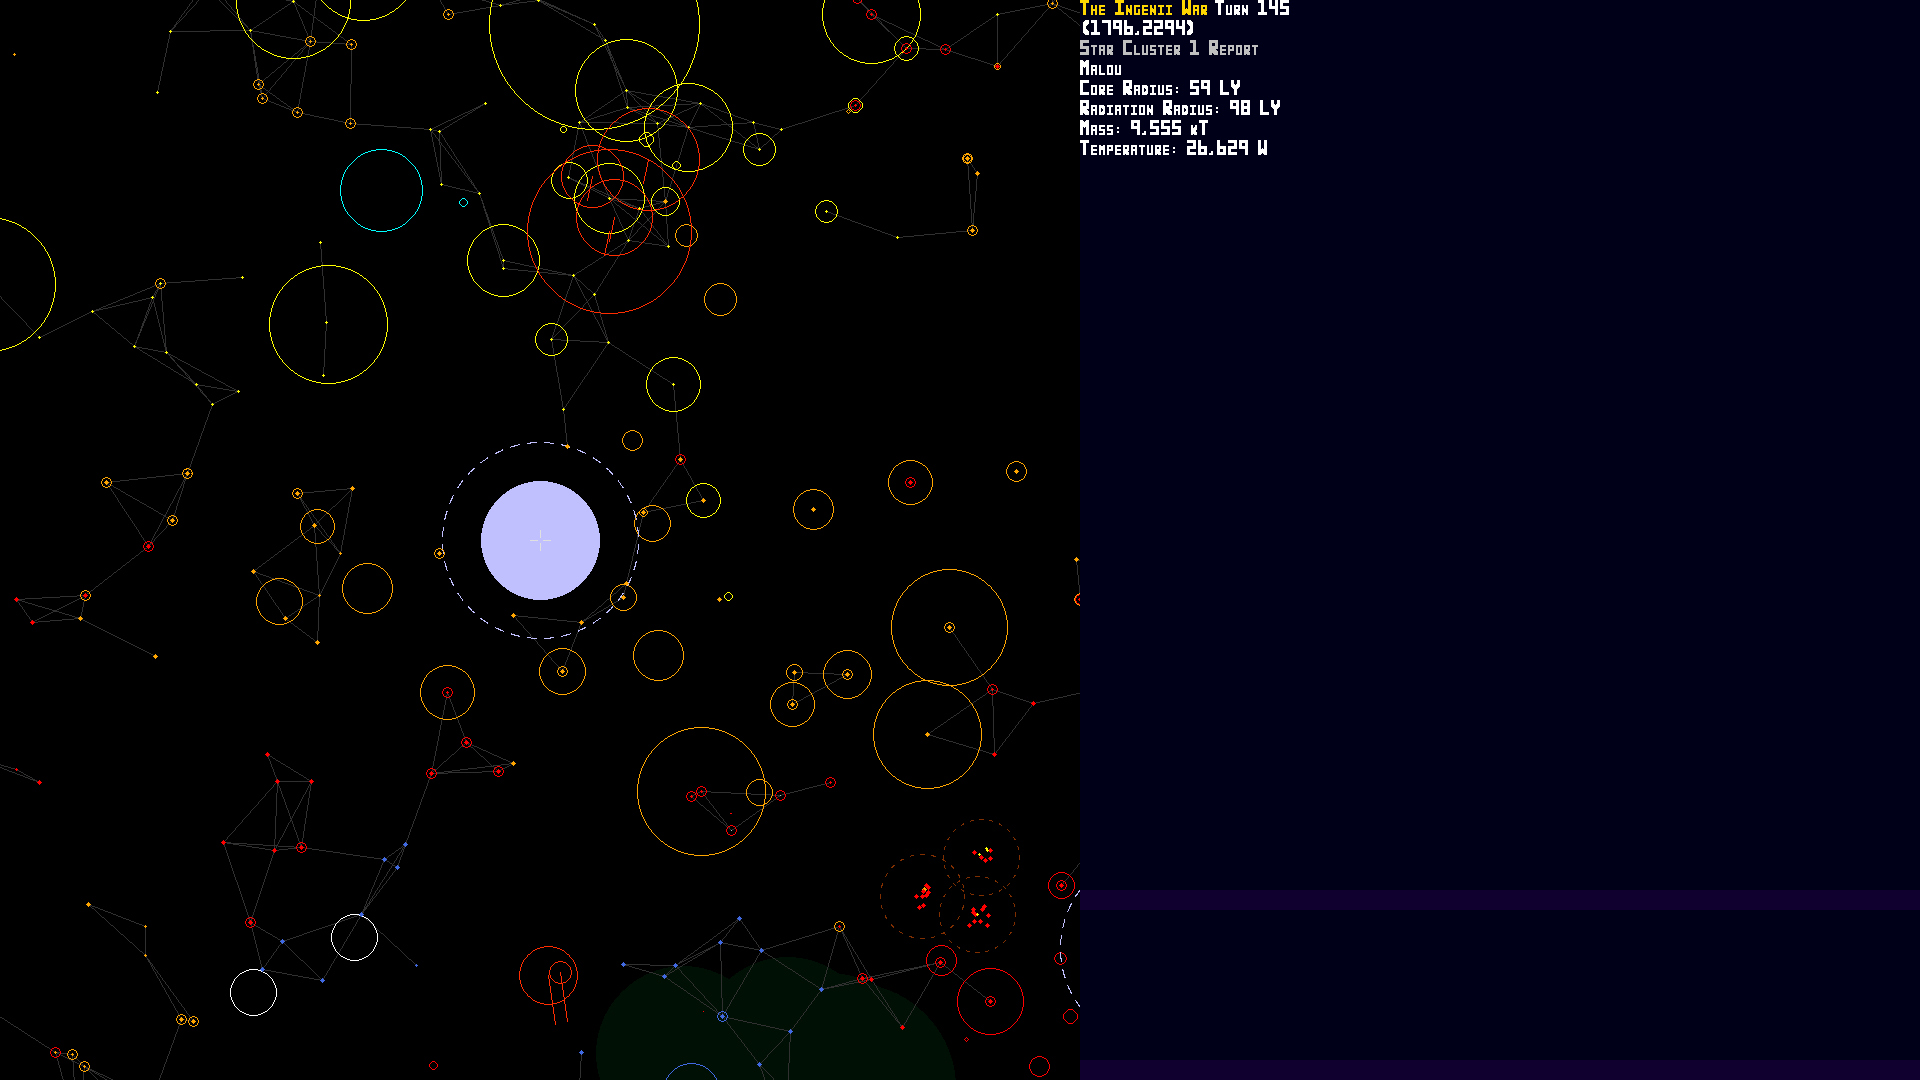 The Ingenii War Turn 145
(1796,2294)
Star Cluster 1 Report
Malou
Core Radius: 59 LY
Radiation Radius: 98 LY
Mass: 9,555 kT
Temperature: 26,629 W